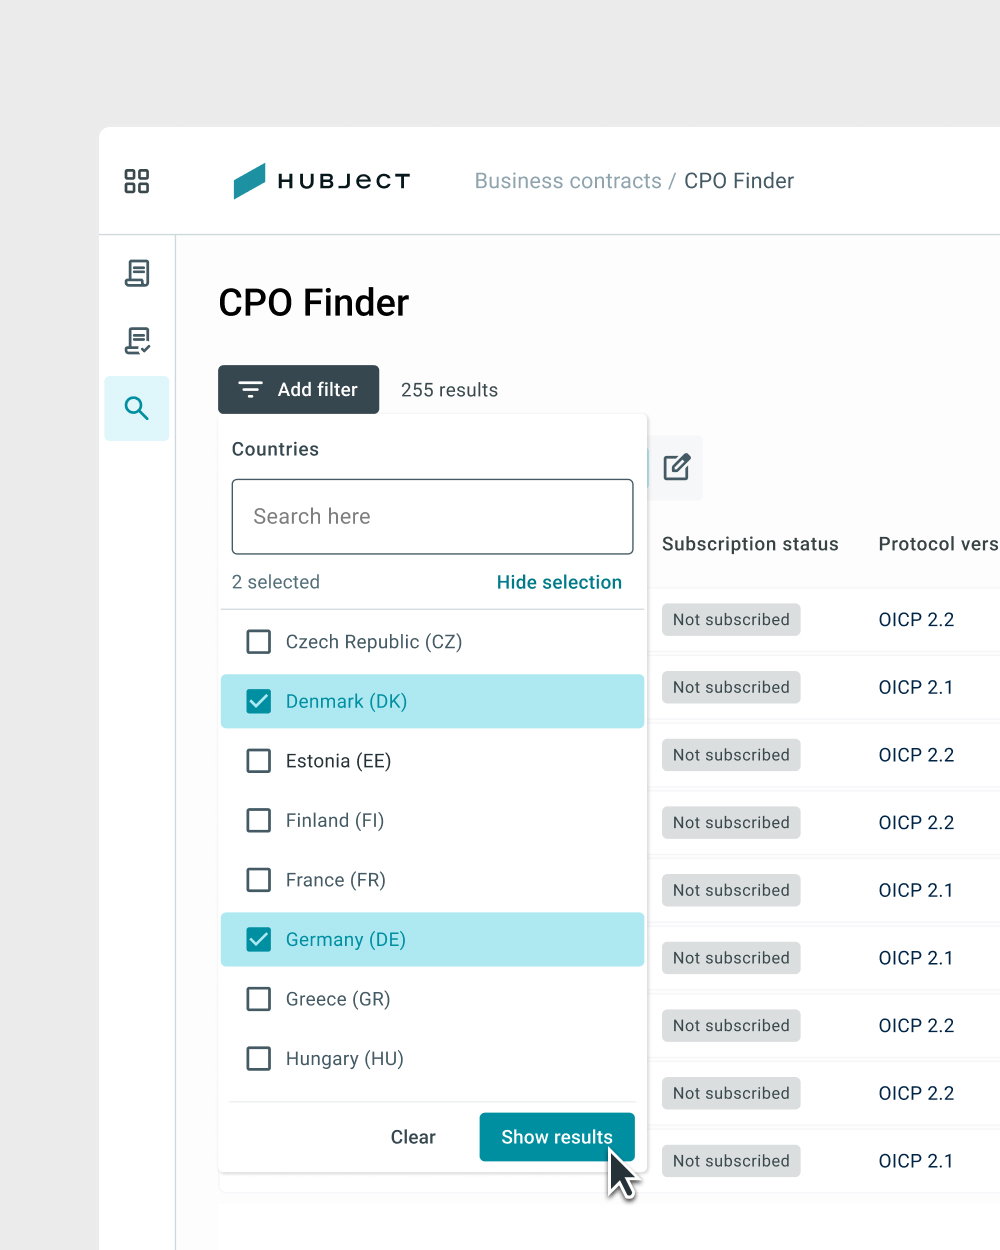 HUBJECT
Business contracts / CPO Finder
CPO Finder
Add filter
255 results
Countries
Search here
2 selected
Hide selection
Czech Republic (CZ)
Denmark (DK)
Estonia (EE)
Finland (FI)
France (FR)
Germany (DE)
Greece (GR)
Hungary (HU)
Clear
Show results
Subscription status
Protocol vers
Not subscribed
OICP 2.2
Not subscribed
OICP 2.1
Not subscribed
OICP 2.2
Not subscribed
OICP 2.2
Not subscribed
OICP 2.1
Not subscribed
OICP 2.1
Not subscribed
OICP 2.2
Not subscribed
OICP 2.2
Not subscribed
OICP 2.1